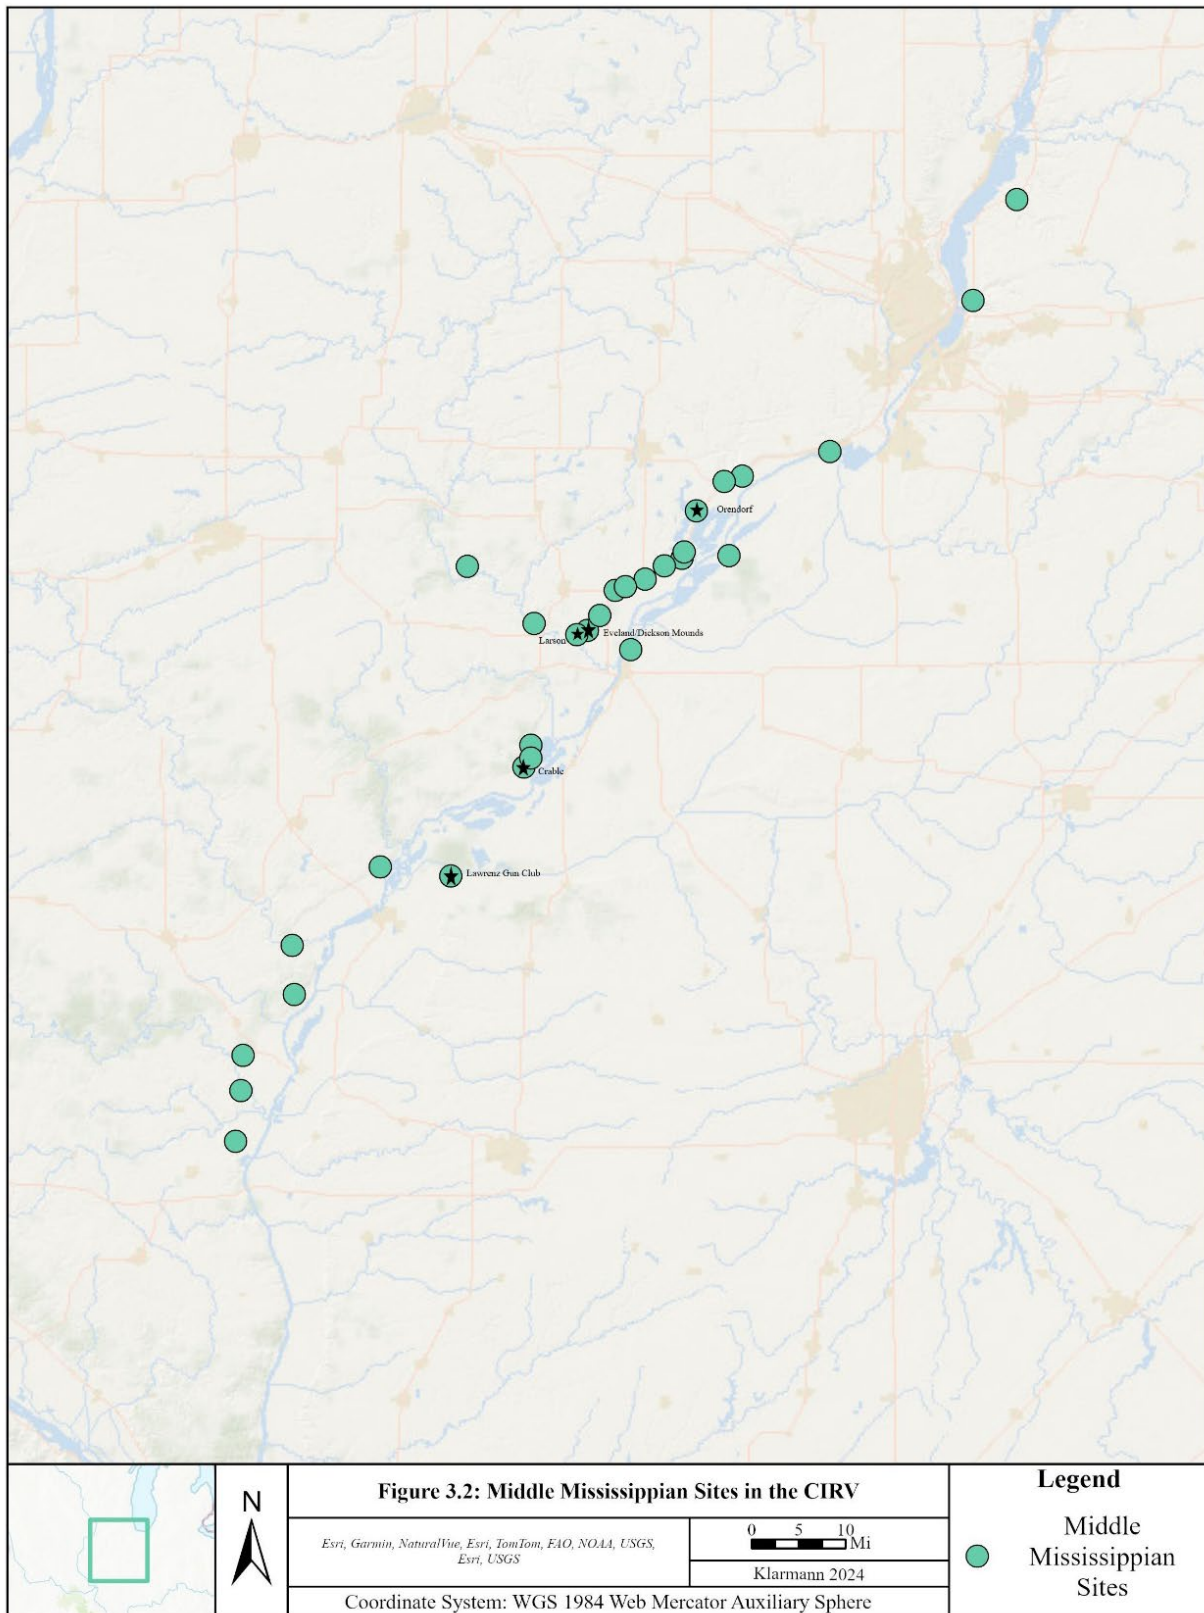 Orendorf
Eveland/Dickson Mounds
Larson
Crable
Lawrenz Gun Club
N
Figure 3.2: Middle Mississippian Sites in the CIRV
Esri, Garmin, NaturalVue, Esri, TomTom, FAO, NOAA, USGS,
Esri, USGS
0 5 10
Mi
Klarmann 2024
Coordinate System: WGS 1984 Web Mercator Auxiliary Sphere
Legend
Middle
Mississippian
Sites